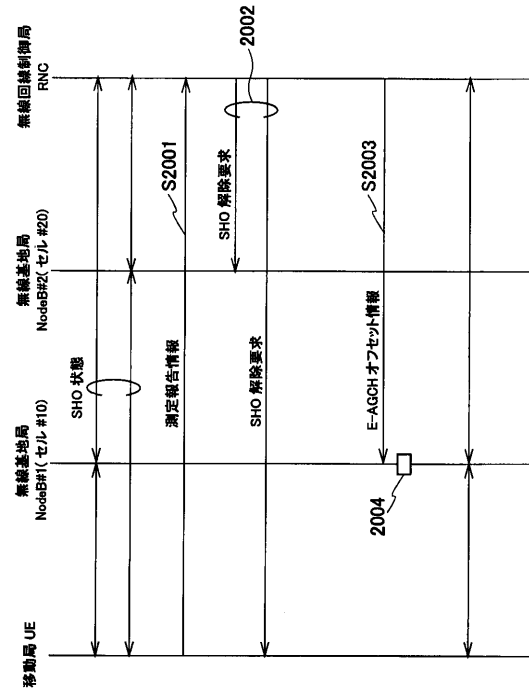 移動局 UE
無線基地局
NodeB#1( セル #10)
無線基地局
NodeB#2( セル #20)
無線回線制御局
RNC
SHO 状態
測定報告情報
S2001
SHO 解除要求
2002
SHO 解除要求
E-AGCH オフセット情報
S2003
2004